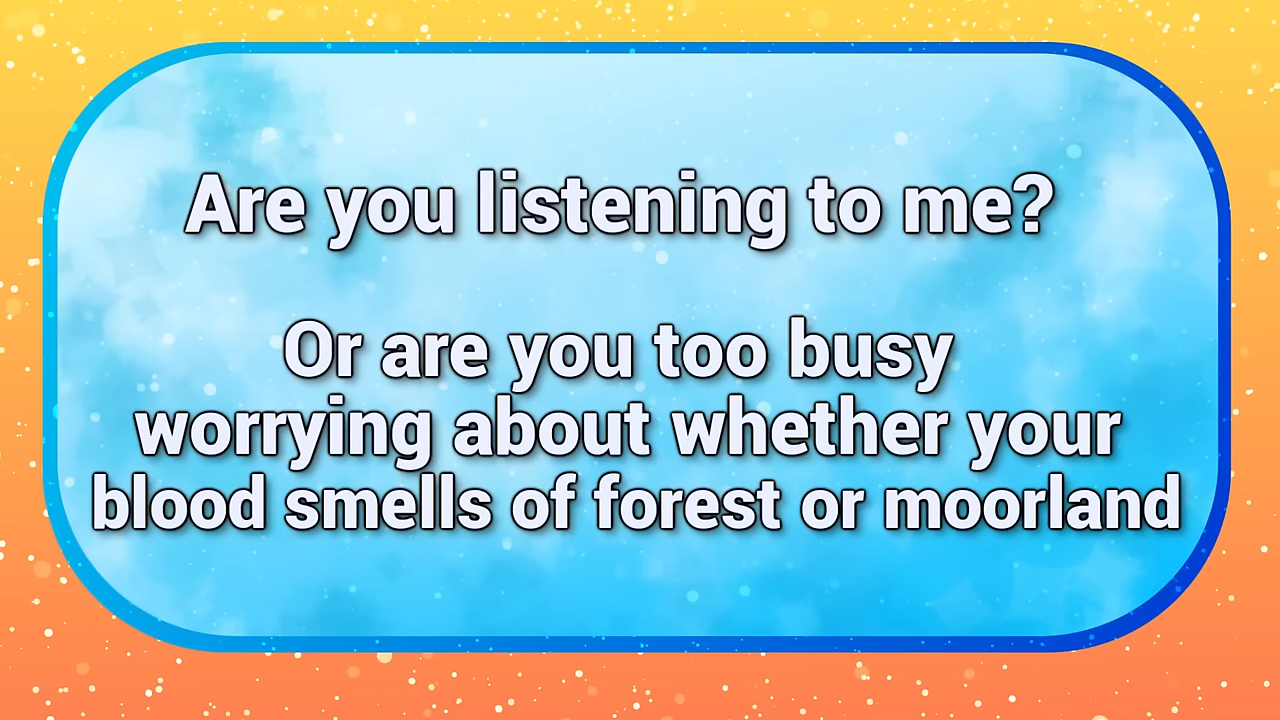 Are you listening to me?
Or are you too busy
worrying about whether your
blood smells of forest or moorland